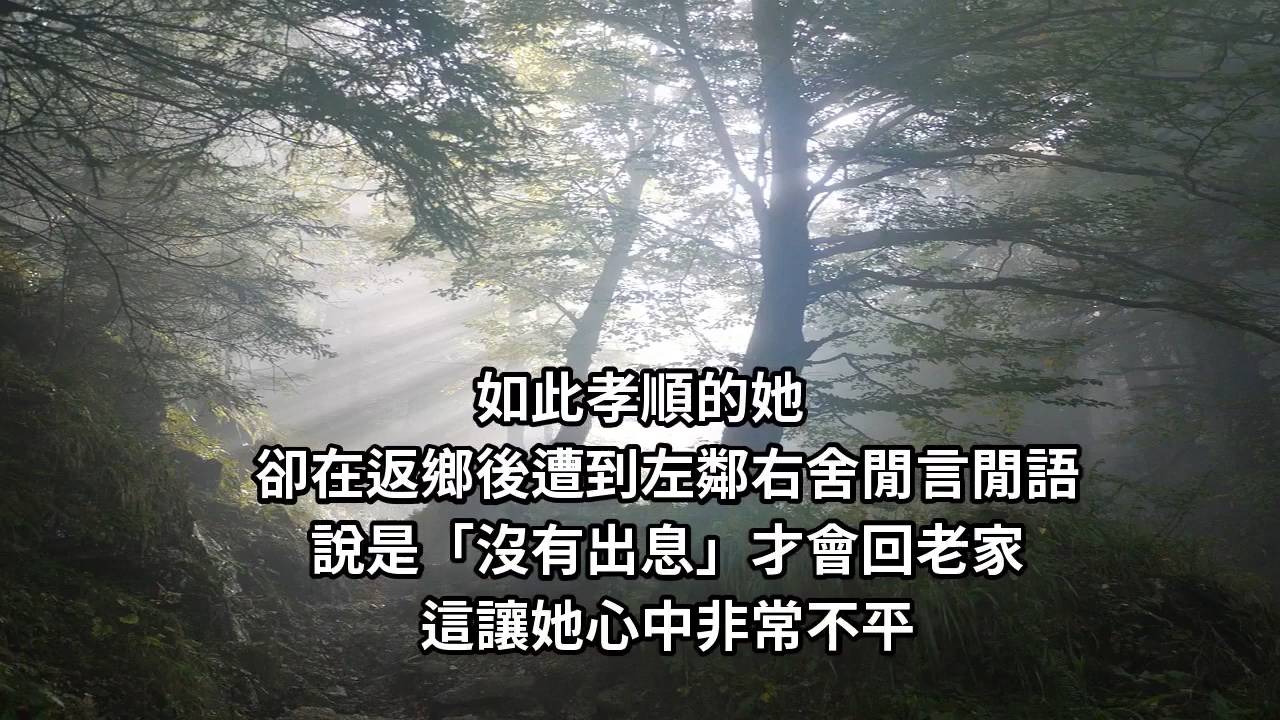 如此孝順的她
卻在返鄉後遭到左鄰右舍閒言閒語
說是「沒有出息」才會回老家
這讓她心中非常不平